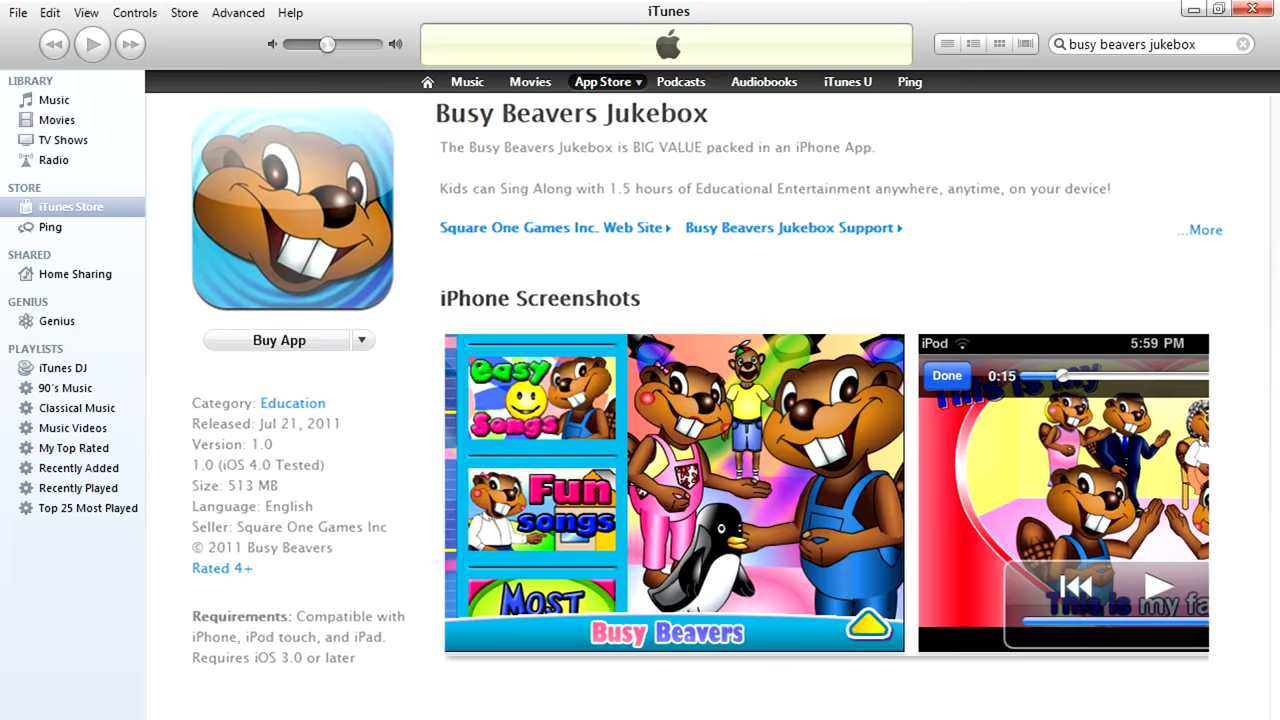 File Edit View Controls Store Advanced Help
iTunes
busy beavers jukebox
LIBRARY
Music
Movies
TV Shows
Radio
STORE
iTunes Store
Ping
SHARED
Home Sharing
GENIUS
Genius
PLAYLISTS
iTunes DJ
90's Music
Classical Music
Music Videos
My Top Rated
Recently Added
Recently Played
Top 25 Most Played
Music Movies App Store Podcasts Audiobooks iTunes U Ping
Buy App
Category: Education
Released: Jul 21, 2011
Version: 1.0
1.0 (iOS 4.0 Tested)
Size: 513 MB
Language: English
Seller: Square One Games Inc
© 2011 Busy Beavers
Rated 4+
Requirements: Compatible with
iPhone, iPod touch, and iPad.
Requires iOS 3.0 or later
Busy Beavers Jukebox
The Busy Beavers Jukebox is BIG VALUE packed in an iPhone App.
Kids can Sing Along with 1.5 hours of Educational Entertainment anywhere, anytime, on your device!
Square One Games Inc. Web Site Busy Beavers Jukebox Support ...More
iPhone Screenshots
easy
Songs
Fun
songs
MOST
Busy Beavers
iPod 5:59 PM
Done 0:15
This is my
This is my fa